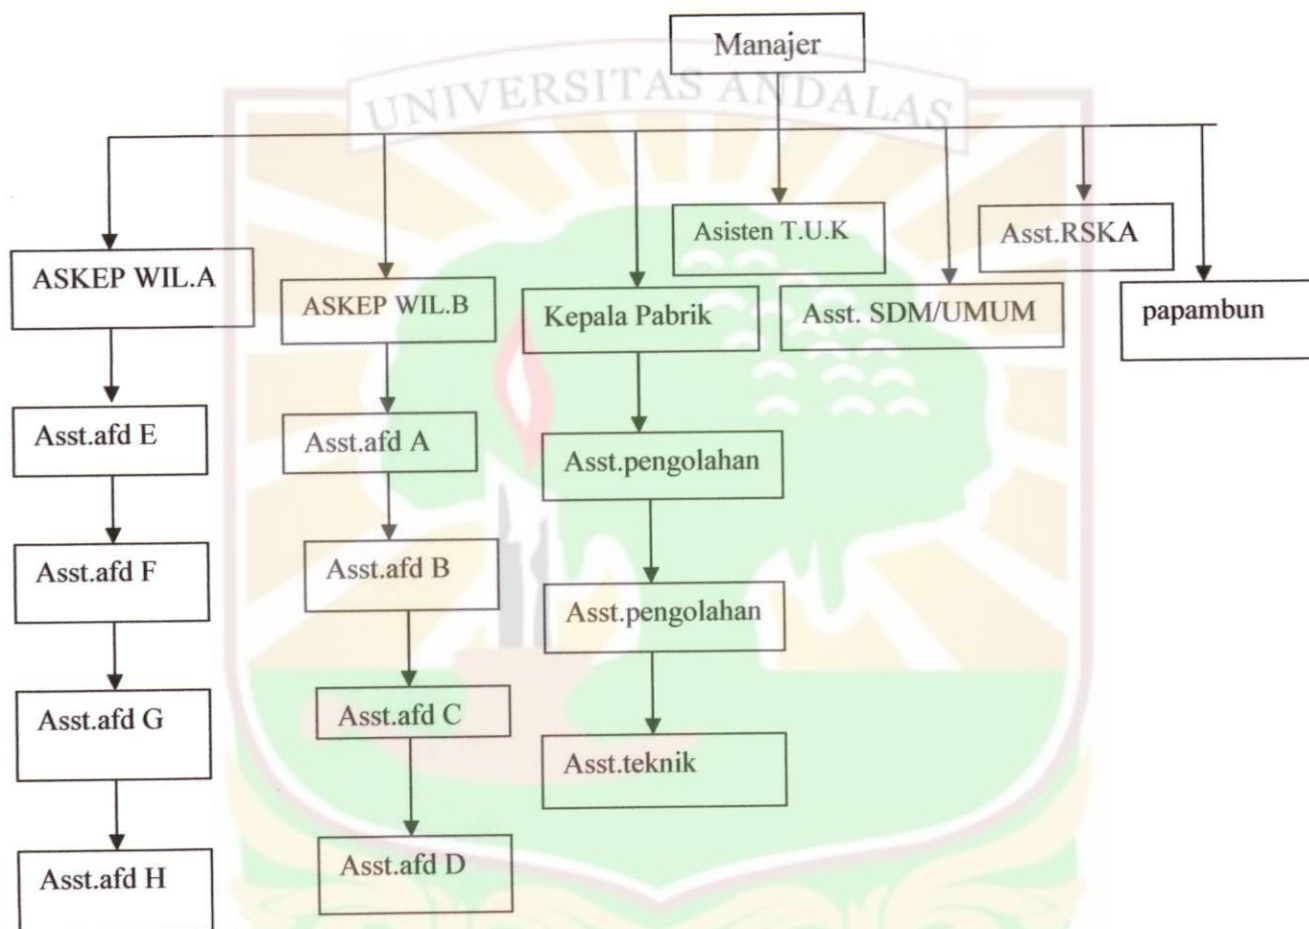 Manajer
UNIVERSITAS ANDALAS
Asisten T.U.K
Asst.RSKA
ASKEP WIL.A
ASKEP WIL.B
Kepala Pabrik
Asst. SDM/UMUM
papambun
Asst.afd E
Asst.afd A
Asst.pengolahan
Asst.afd F
Asst.afd B
Asst.pengolahan
Asst.afd G
Asst.afd C
Asst.teknik
Asst.afd H
Asst.afd D